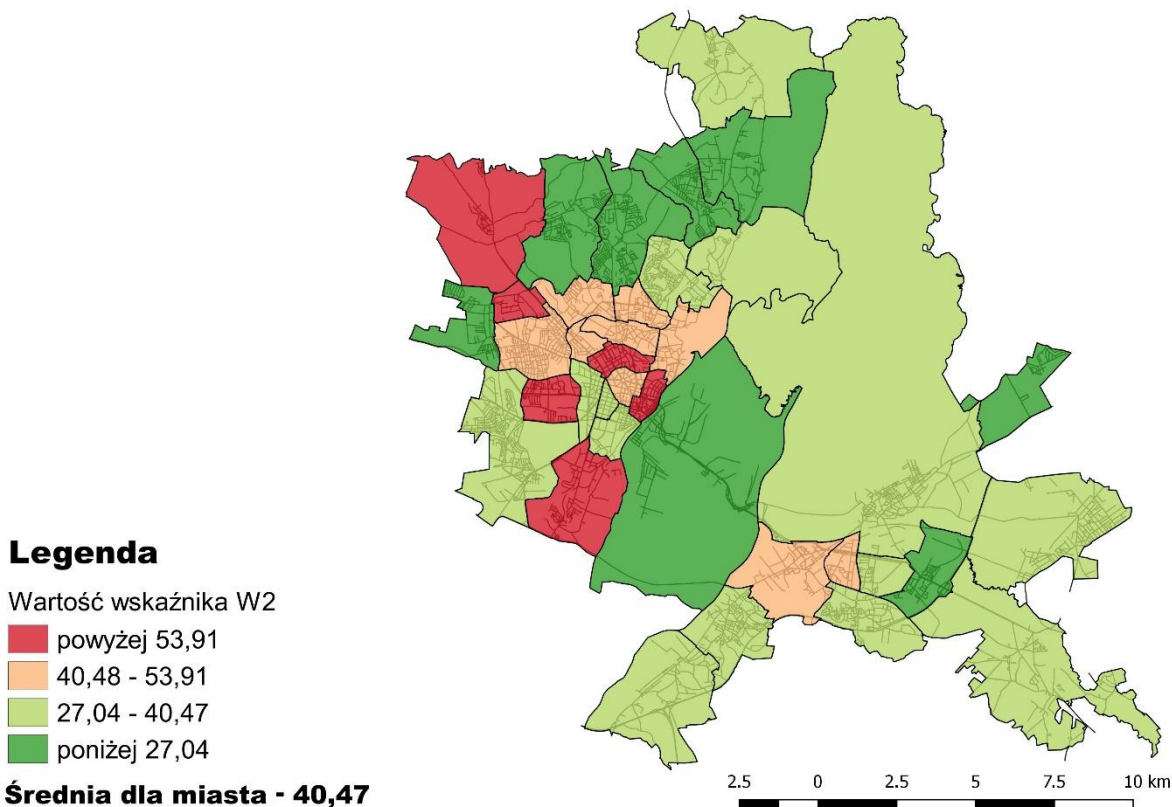 Legenda
Wartość wskaźnika W2
powyżej 53,91
40,48 - 53,91
27,04 - 40,47
poniżej 27,04
Średnia dla miasta - 40,47
2.5 0 2.5 5 7.5 10 km